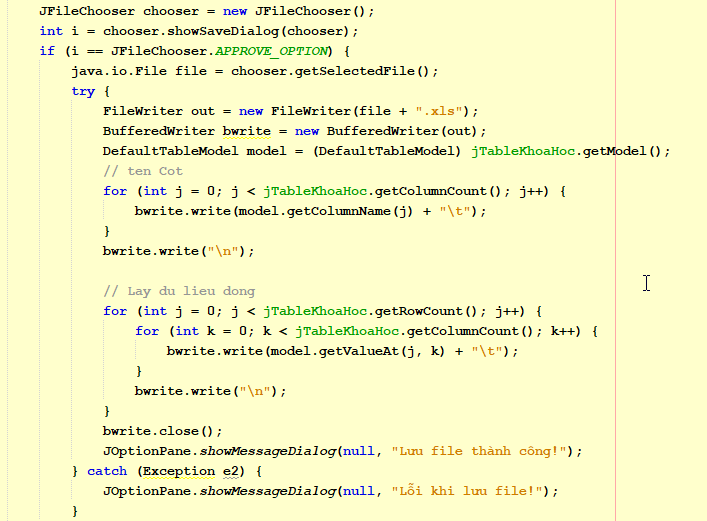 JFileChooser chooser = new JFileChooser();
int i = chooser.showSaveDialog(chooser);
if (i == JFileChooser.APPROVE_OPTION) {
java.io.File file = chooser.getSelectedFile();
try {
FileWriter out = new FileWriter(file + ".xls");
BufferedWriter bwrite = new BufferedWriter(out);
DefaultTableModel model = (DefaultTableModel) jTableKhoaHoc.getModel();
// ten Cot
for (int j = 0; j < jTableKhoaHoc.getColumnCount(); j++) {
bwrite.write(model.getColumnName(j) + "\t");
}
bwrite.write("\n");
// Lay du lieu dong
for (int j = 0; j < jTableKhoaHoc.getRowCount(); j++) {
for (int k = 0; k < jTableKhoaHoc.getColumnCount(); k++) {
bwrite.write(model.getValueAt(j, k) + "\t");
}
bwrite.write("\n");
}
bwrite.close();
JOptionPane.showMessageDialog(null, "Lưu file thành công!");
} catch (Exception e2) {
JOptionPane.showMessageDialog(null, "Lỗi khi lưu file!");
}